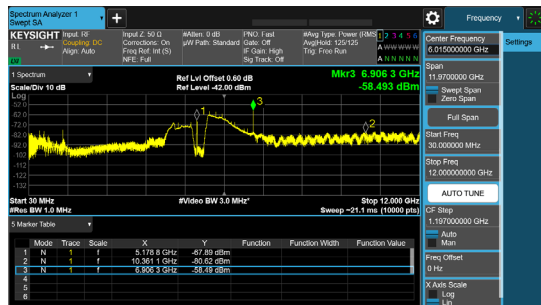 Spectrum Analyzer 1
Swept SA
Frequency
KEYSIGHT
Input: RF
Coupling: DC
Align: Auto
Input Z: 50 Ω
Corrections: On
Freq Ref: Int (S)
NFE: Full
#Atten: 0 dB
µW Path: Standard
PNO: Fast
Gate: Off
IF Gain: High
Sig Track: Off
#Avg Type: Power (RMS
Avg|Hold: 125/125
Trig: Free Run
1 2 3 4 5 6
A W W W W W
A N N N N N
Settings
Center Frequency
6.015000000 GHz
Span
11.9700000 GHz
Swept Span
Zero Span
Full Span
Start Freq
30.000000 MHz
Stop Freq
12.000000000 GHz
AUTO TUNE
CF Step
1.197000000 GHz
Auto
Man
Freq Offset
0 Hz
X Axis Scale
Log
Lin
1 Spectrum
Scale/Div 10 dB
Log
Ref Lvl Offset 0.60 dB
Ref Level -42.00 dBm
Mkr3 6.906 3 GHz
-58.493 dBm
-52.0
-62.0
-72.0
-82.0
-92.0
-102
-112
-122
-132
1
3
2
Start 30 MHz
#Res BW 1.0 MHz
#Video BW 3.0 MHz*
Stop 12.000 GHz
Sweep ~21.1 ms (10000 pts)
5 Marker Table
Mode Trace Scale X Y Function Function Width Function Value
1 N 1 f 5.178 8 GHz -67.89 dBm
2 N 1 f 10.361 1 GHz -80.62 dBm
3 N 1 f 6.906 3 GHz -58.49 dBm
4
5
6